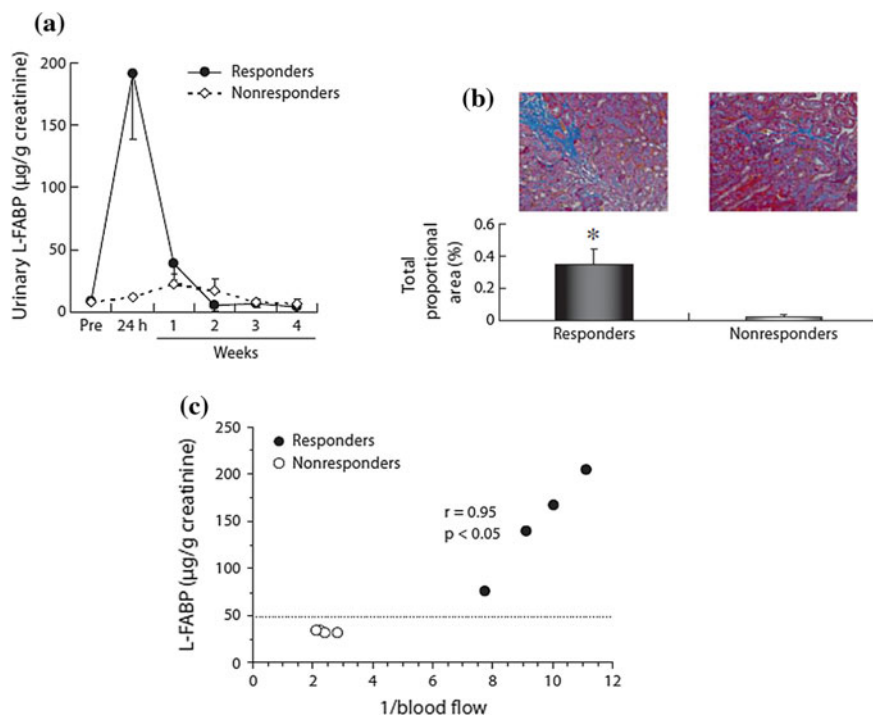 (a)
200
150
100
50
0
Urinary L-FABP (μg/g creatinine)
Responders
Nonresponders
Pre 24 h 1 2 3 4
Weeks
(b)
0.6
0.4
0.2
0
Total
proportional
area (%)
*
Responders Nonresponders
(c)
250
200
150
100
50
0
L-FABP (μg/g creatinine)
Responders
Nonresponders
r = 0.95
p < 0.05
0 2 4 6 8 10 12
1/blood flow